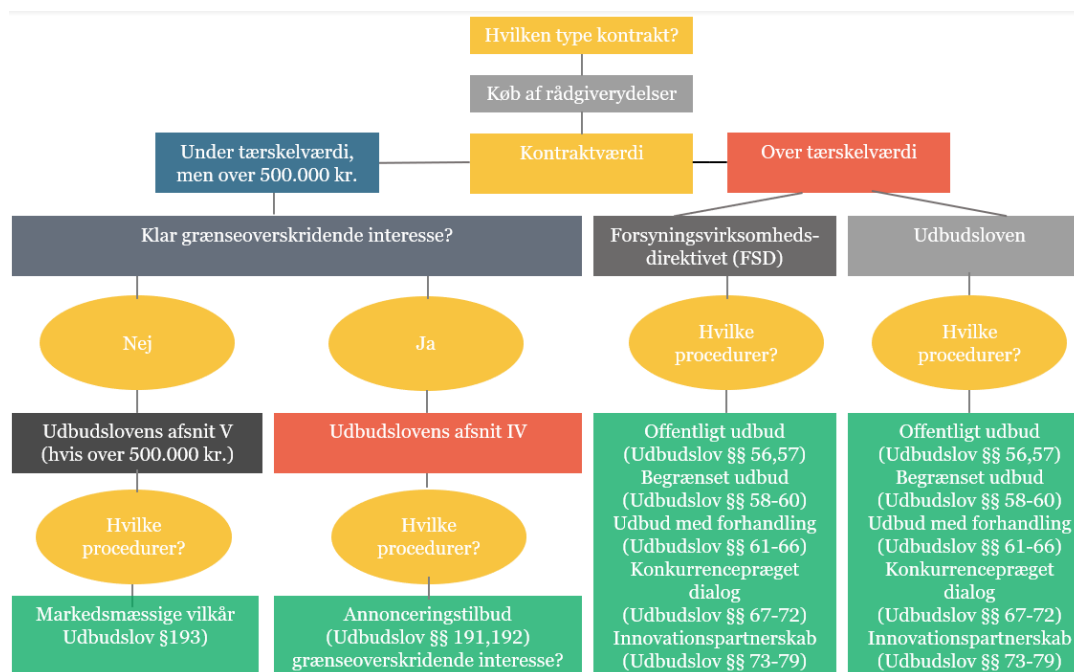 Hvilken type kontrakt?
Køb af rådgiverydelser
Under tærskelværdi,
men over 500.000 kr.
Kontraktværdi
Over tærskelværdi
Klar grænseoverskridende interesse?
Forsyningsvirksomheds-
direktivet (FSD)
Udbudsloven
Nej
Ja
Hvilke
procedurer?
Hvilke
procedurer?
Udbudslovens afsnit V
(hvis over 500.000 kr.)
Udbudslovens afsnit IV
Hvilke
procedurer?
Hvilke
procedurer?
Markedsmæssige vilkår
Udbudslov §193)
Annonceringstilbud
(Udbudslov §§ 191,192)
grænseoverskridende interesse?
Offentligt udbud
(Udbudslov §§ 56,57)
Begrænset udbud
(Udbudslov §§ 58-60)
Udbud med forhandling
(Udbudslov §§ 61-66)
Konkurrencepræget
dialog
(Udbudslov §§ 67-72)
Innovationspartnerskab
(Udbudslov §§ 73-79)
Offentligt udbud
(Udbudslov §§ 56,57)
Begrænset udbud
(Udbudslov §§ 58-60)
Udbud med forhandling
(Udbudslov §§ 61-66)
Konkurrencepræget
dialog
(Udbudslov §§ 67-72)
Innovationspartnerskab
(Udbudslov §§ 73-79)